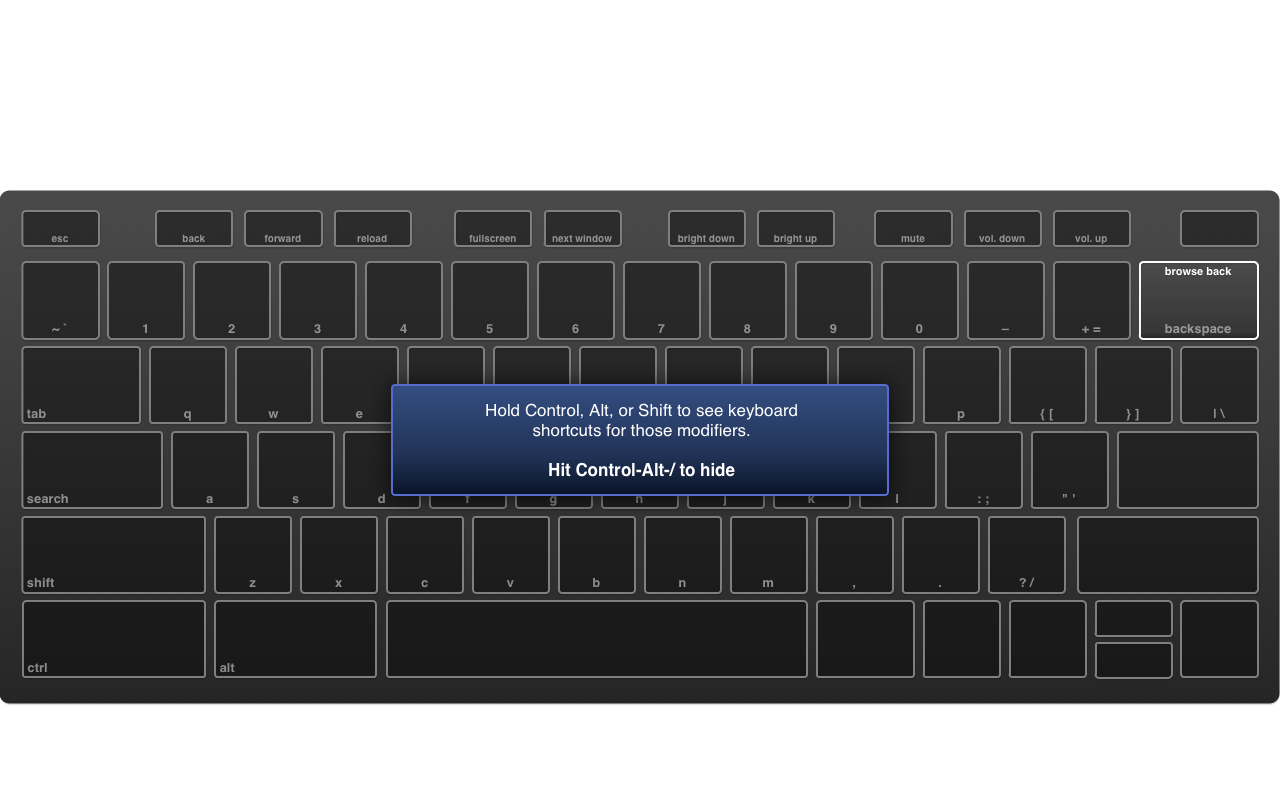 esc
back
forward
reload
fullscreen
next window
bright down
bright up
mute
vol. down
vol. up
~ `
1
2
3
4
5
6
7
8
9
0
–
+ =
browse back
backspace
tab
q
w
e
p
{ [
} ]
| \
Hold Control, Alt, or Shift to see keyboard
shortcuts for those modifiers.
Hit Control-Alt-/ to hide
search
a
s
d
f
g
h
j
k
l
: ;
" '
shift
z
x
c
v
b
n
m
,
.
? /
ctrl
alt